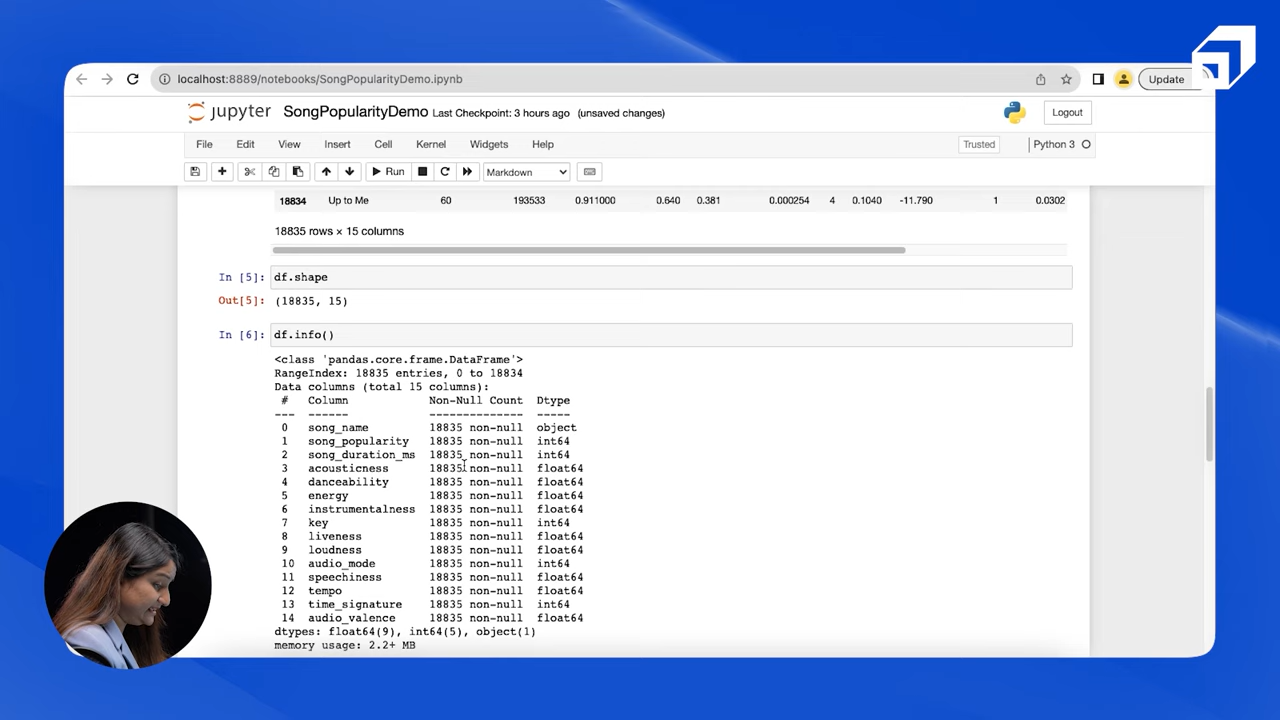 localhost:8889/notebooks/SongPopularityDemo.ipynb
Update
jupyter SongPopularityDemo Last Checkpoint: 3 hours ago (unsaved changes)
Logout
File Edit View Insert Cell Kernel Widgets Help
Trusted
Python 3
Run
Markdown
18834 Up to Me 60 193533 0.911000 0.640 0.381 0.000254 4 0.1040 -11.790 1 0.0302
18835 rows × 15 columns
In [5]: df.shape
Out[5]: (18835, 15)
In [6]: df.info()
<class 'pandas.core.frame.DataFrame'>
RangeIndex: 18835 entries, 0 to 18834
Data columns (total 15 columns):
# Column Non-Null Count Dtype
--- ------ -------------- -----
0 song_name 18835 non-null object
1 song_popularity 18835 non-null int64
2 song_duration_ms 18835 non-null int64
3 acousticness 18835 non-null float64
4 danceability 18835 non-null float64
5 energy 18835 non-null float64
6 instrumentalness 18835 non-null float64
7 key 18835 non-null int64
8 liveness 18835 non-null float64
9 loudness 18835 non-null float64
10 audio_mode 18835 non-null int64
11 speechiness 18835 non-null float64
12 tempo 18835 non-null float64
13 time_signature 18835 non-null int64
14 audio_valence 18835 non-null float64
dtypes: float64(9), int64(5), object(1)
memory usage: 2.2+ MB